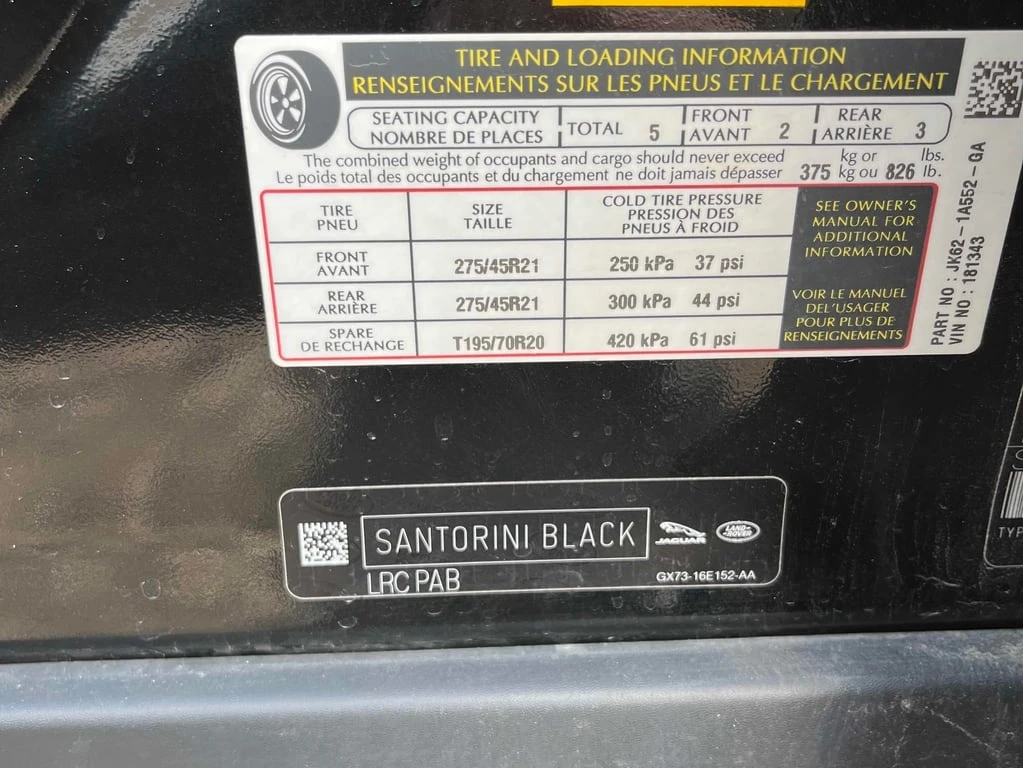 TIRE AND LOADING INFORMATION
RENSEIGNEMENTS SUR LES PNEUS ET LE CHARGEMENT
SEATING CAPACITY
NOMBRE DE PLACES
TOTAL 5
FRONT
AVANT 2
REAR
ARRIÈRE 3
The combined weight of occupants and cargo should never exceed
Le poids total des occupants et du chargement ne doit jamais dépasser
375 kg or
kg ou 826 lbs.
lb.
TIRE
PNEU
SIZE
TAILLE
COLD TIRE PRESSURE
PRESSION DES
PNEUS À FROID
FRONT
AVANT
275/45R21
250 kPa 37 psi
REAR
ARRIÈRE
275/45R21
300 kPa 44 psi
SPARE
DE RECHANGE
T195/70R20
420 kPa 61 psi
SEE OWNER'S
MANUAL FOR
ADDITIONAL
INFORMATION
VOIR LE MANUEL
DEL'USAGER
POUR PLUS DE
RENSEIGNEMENTS
PART NO : JK62 - 1A552 - GA
VIN NO : 181343
SANTORINI BLACK
LRC PAB
JAGUAR
LAND-
ROVER
GX73-16E152-AA
TYP